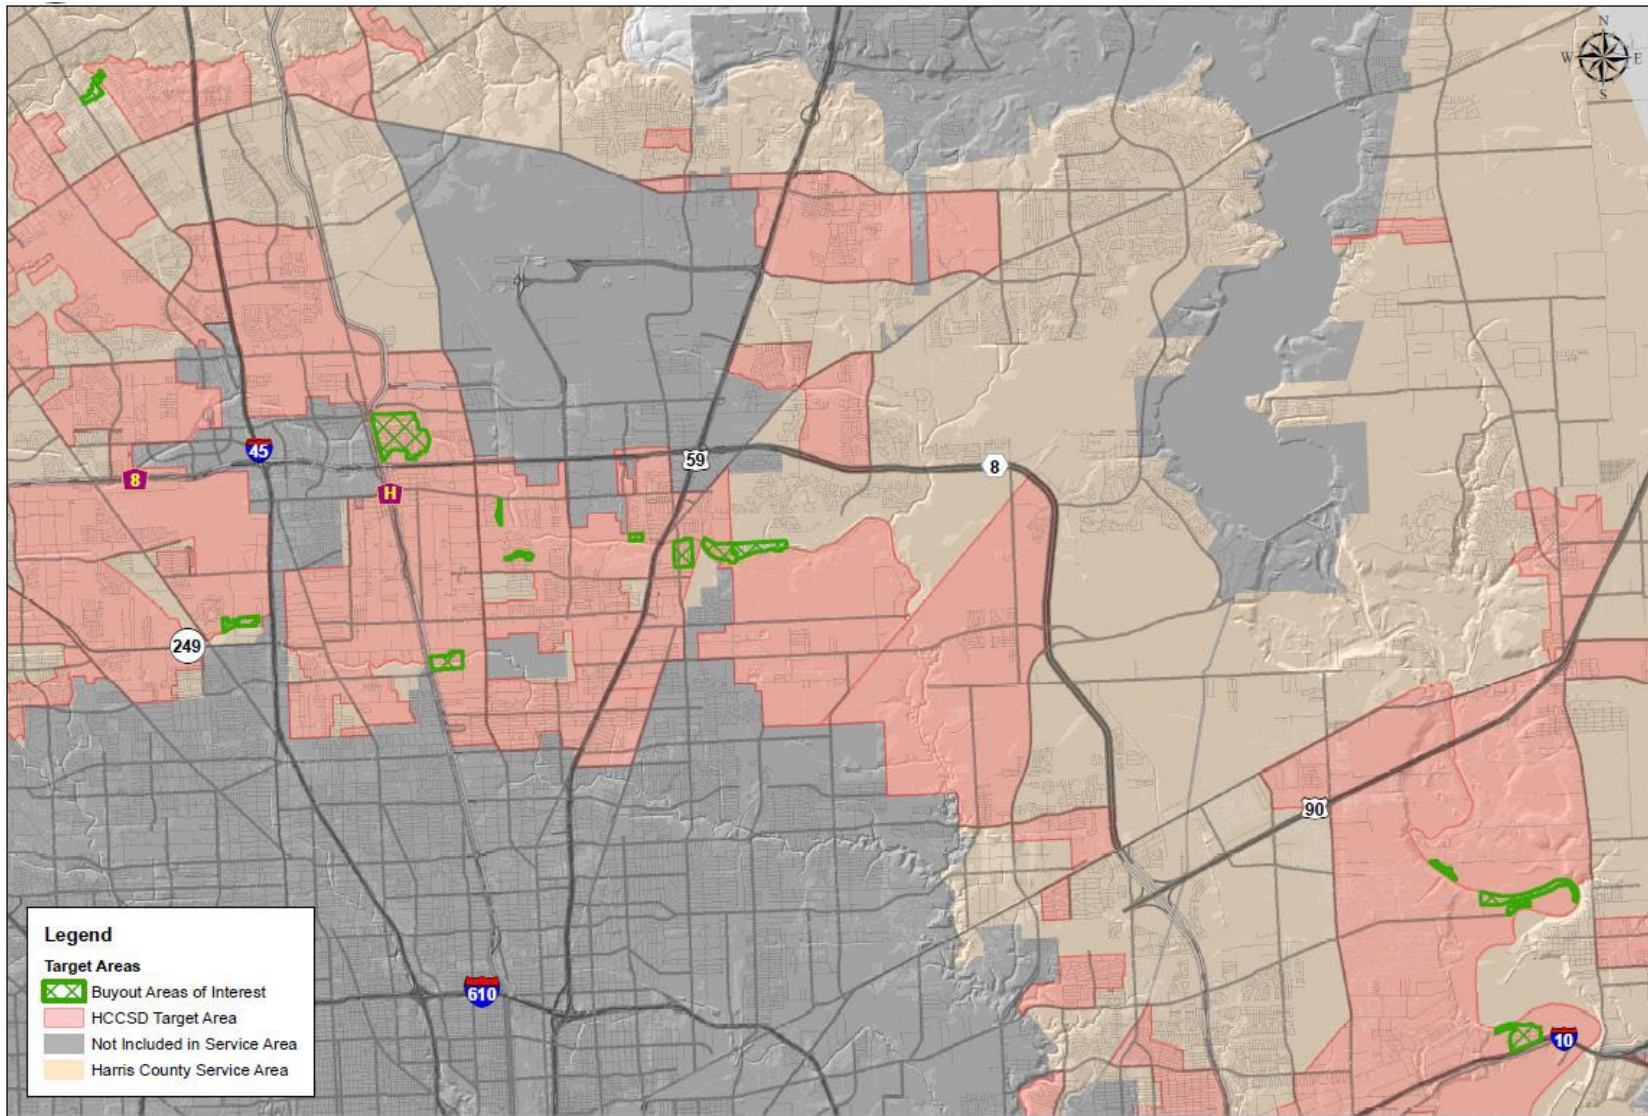 N
W E
S
45
8
H
59
8
249
90
610
10
Legend
Target Areas
Buyout Areas of Interest
HCCSD Target Area
Not Included in Service Area
Harris County Service Area